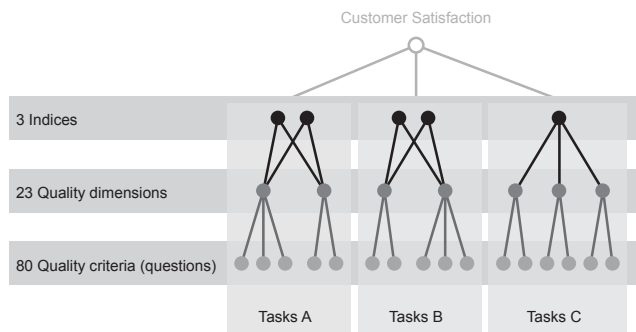 Customer Satisfaction
3 Indices
23 Quality dimensions
80 Quality criteria (questions)
Tasks A
Tasks B
Tasks C